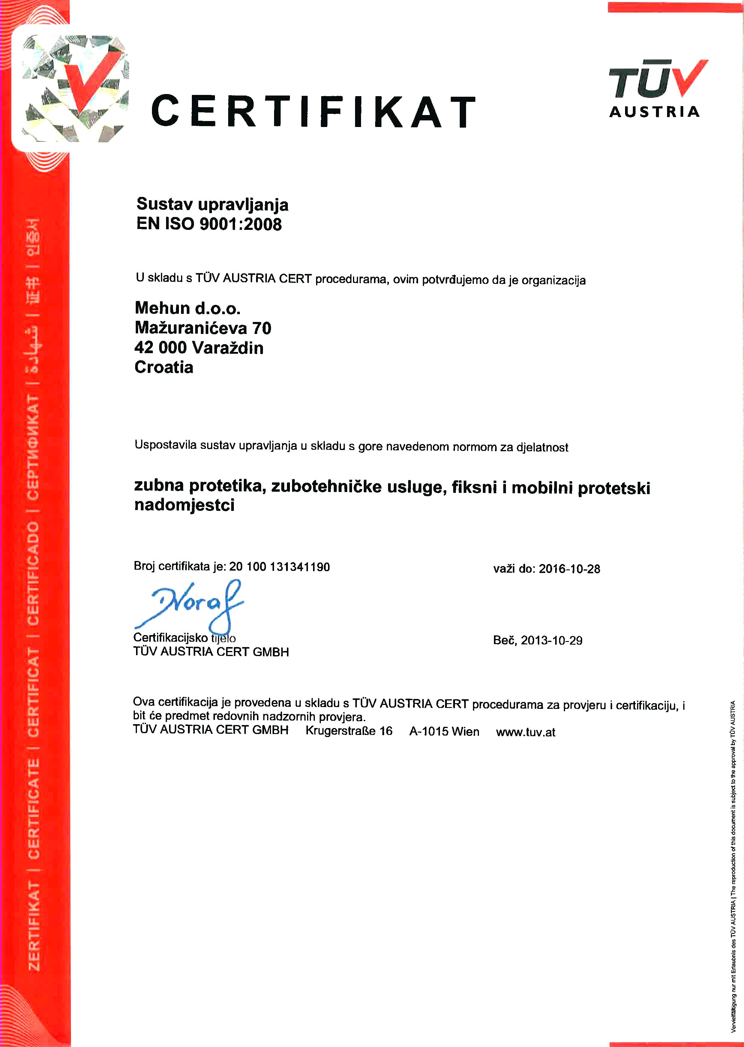 TÜV
AUSTRIA
CERTIFIKAT
Sustav upravljanja
EN ISO 9001:2008
U skladu s TÜV AUSTRIA CERT procedurama, ovim potvrđujemo da je organizacija
Mehun d.o.o.
Mažuranićeva 70
42 000 Varaždin
Croatia
Uspostavila sustav upravljanja u skladu s gore navedenom normom za djelatnost
zubna protetika, zubotehničke usluge, fiksni i mobilni protetski
nadomjestci
Broj certifikata je: 20 100 131341190
važi do: 2016-10-28
Certifikacijsko tijelo
TÜV AUSTRIA CERT GMBH
Beč, 2013-10-29
Ova certifikacija je provedena u skladu s TÜV AUSTRIA CERT procedurama za provjeru i certifikaciju, i
bit će predmet redovnih nadzornih provjera.
TÜV AUSTRIA CERT GMBH Krugerstraße 16 A-1015 Wien www.tuv.at
ZERTIFIKAT | CERTIFICATE | CERTIFICAT | CERTIFICADO | СЕРТИФИКАТ | شهادة | 证书 | 인증서
Vervielfältigung nur mit Erlaubnis des TÜV AUSTRIA | The reproduction of this document is subject to the approval by TÜV AUSTRIA